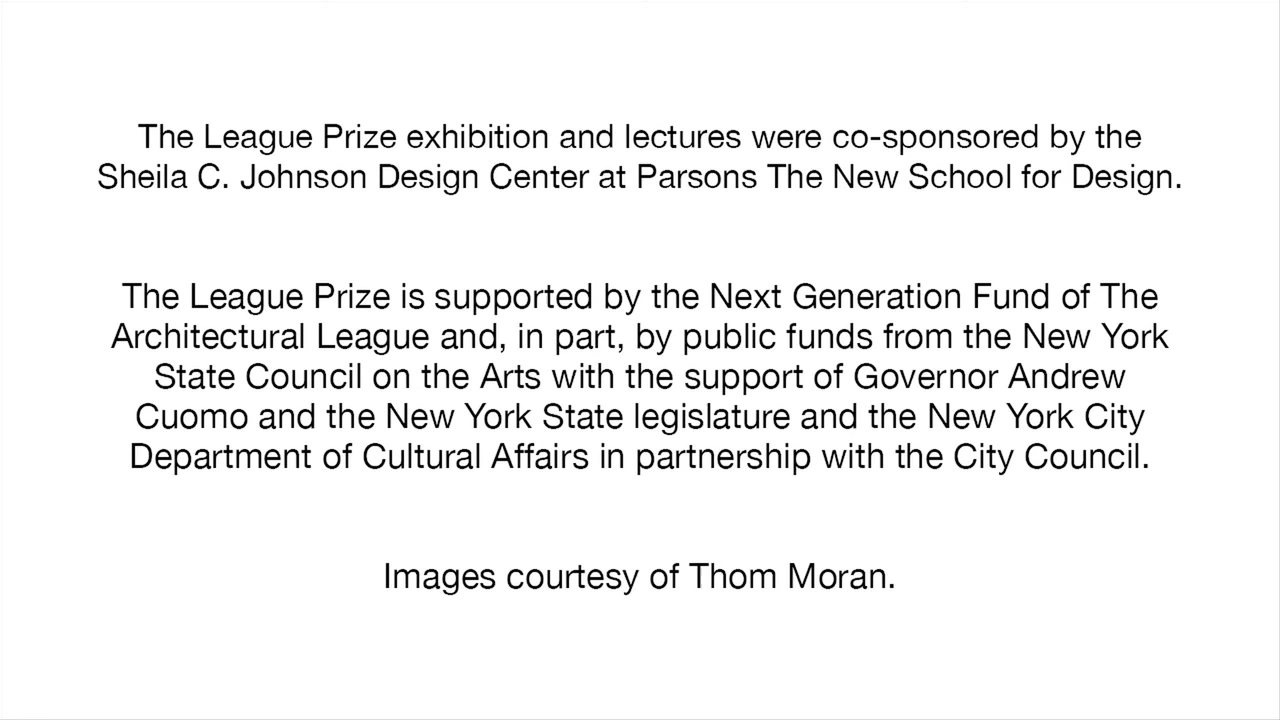 The League Prize exhibition and lectures were co-sponsored by the
Sheila C. Johnson Design Center at Parsons The New School for Design.
The League Prize is supported by the Next Generation Fund of The
Architectural League and, in part, by public funds from the New York
State Council on the Arts with the support of Governor Andrew
Cuomo and the New York State legislature and the New York City
Department of Cultural Affairs in partnership with the City Council.
Images courtesy of Thom Moran.